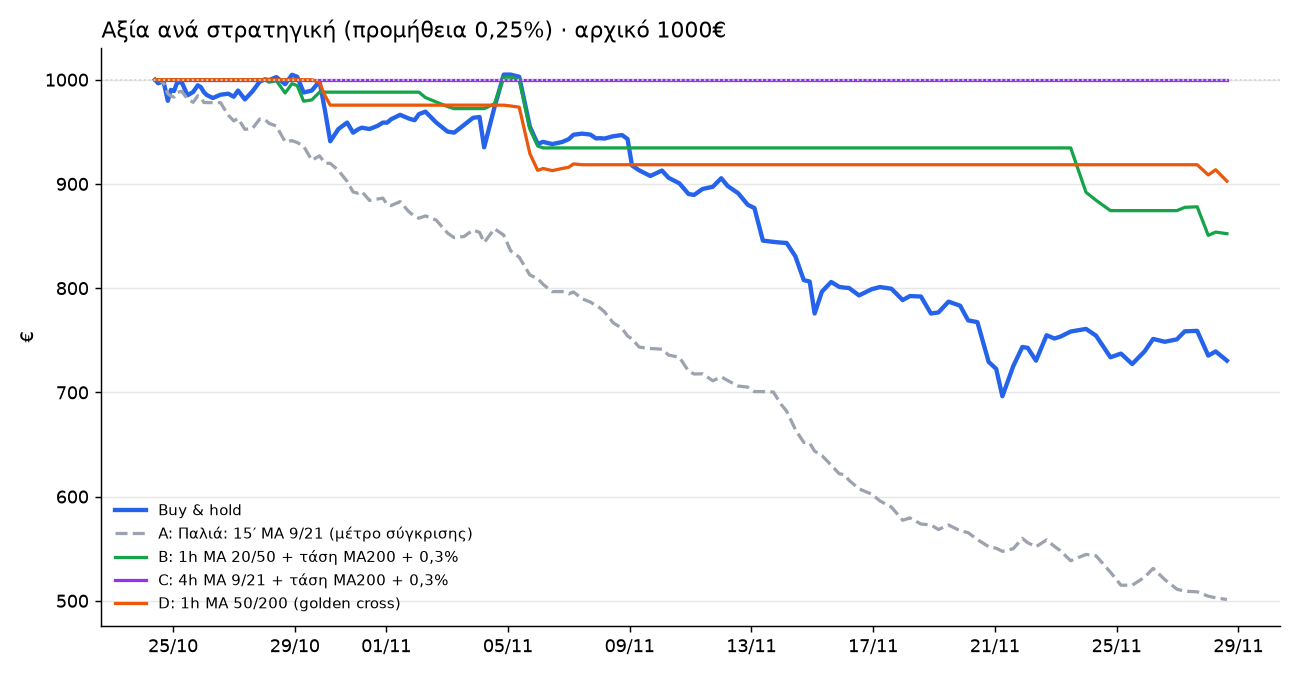 Αξία ανά στρατηγική (προμήθεια 0,25%) · αρχικό 1000€
1000
900
800
€
700
600
500
Buy & hold
A: Παλιά: 15΄ MA 9/21 (μέτρο σύγκρισης)
B: 1h MA 20/50 + τάση MA200 + 0,3%
C: 4h MA 9/21 + τάση MA200 + 0,3%
D: 1h MA 50/200 (golden cross)
25/10 29/10 01/11 05/11 09/11 13/11 17/11 21/11 25/11 29/11